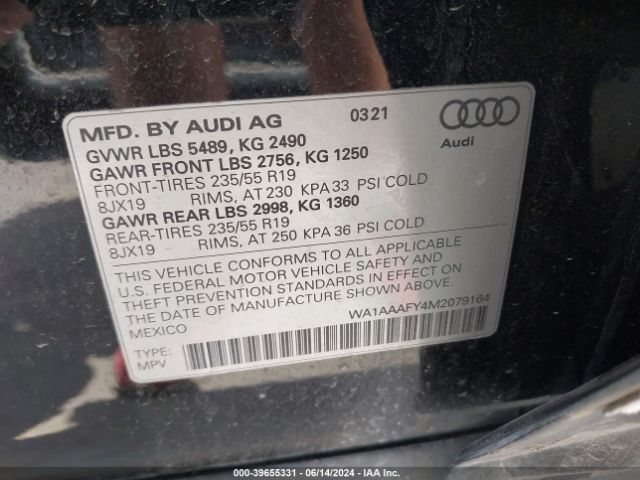 MFD. BY AUDI AG 0321
GVWR LBS 5489, KG 2490
GAWR FRONT LBS 2756, KG 1250
FRONT-TIRES 235/55 R19
8JX19 RIMS, AT 230 KPA 33 PSI COLD
GAWR REAR LBS 2998, KG 1360
REAR-TIRES 235/55 R19
8JX19 RIMS, AT 250 KPA 36 PSI COLD
Audi
THIS VEHICLE CONFORMS TO ALL APPLICABLE
U.S. FEDERAL MOTOR VEHICLE SAFETY AND
THEFT PREVENTION STANDARDS IN EFFECT ON
THE DATE OF MANUFACTURE SHOWN ABOVE.
MEXICO
WA1AAAFY4M2079164
TYPE:
MPV
000-39655331 - 06/14/2024 - IAA Inc.